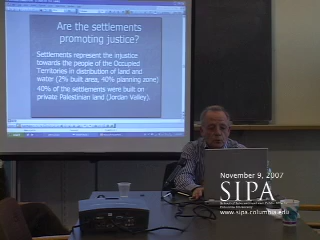 Are the settlements
promoting justice?
Settlements represent the injustice
towards the people of the Occupied
Territories in distribution of land and
water (2% built area, 40% planning zone)
40% of the settlements were built on
private Palestinian land (Jordan Valley).
November 9, 2007
SIPA
www.sipa.columbia.edu